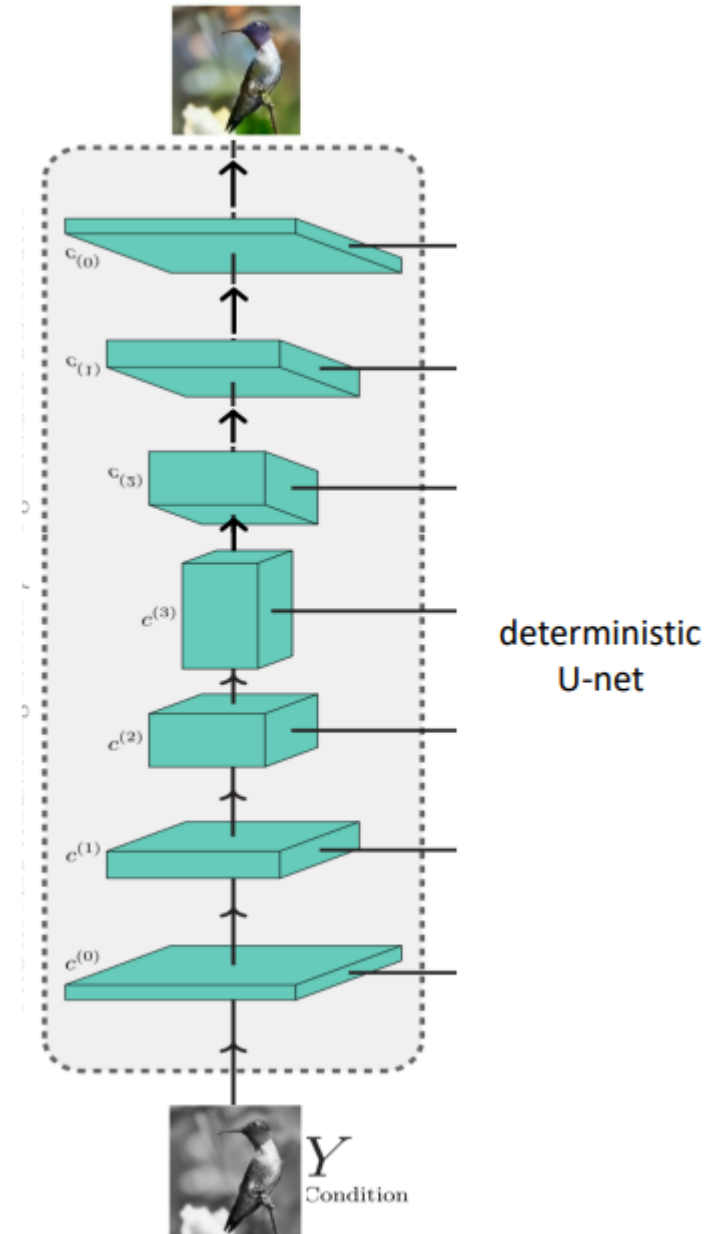 c₍₀₎
c₍₁₎
c₍₃₎
c⁽³⁾
deterministic
U-net
c⁽²⁾
c⁽¹⁾
c⁽⁰⁾
Y
Condition